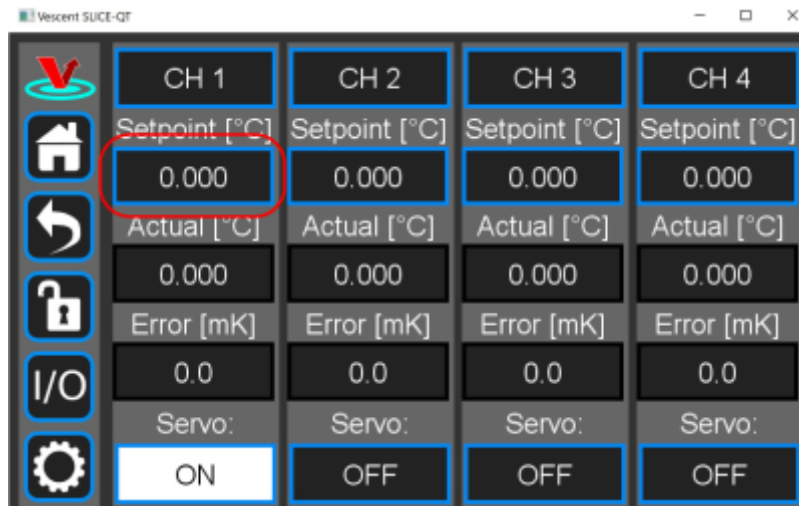 Vescent SLICE-QT
CH 1 CH 2 CH 3 CH 4
Setpoint [°C] Setpoint [°C] Setpoint [°C] Setpoint [°C]
0.000 0.000 0.000 0.000
Actual [°C] Actual [°C] Actual [°C] Actual [°C]
0.000 0.000 0.000 0.000
Error [mK] Error [mK] Error [mK] Error [mK]
I/O 0.0 0.0 0.0 0.0
Servo: Servo: Servo: Servo:
ON OFF OFF OFF